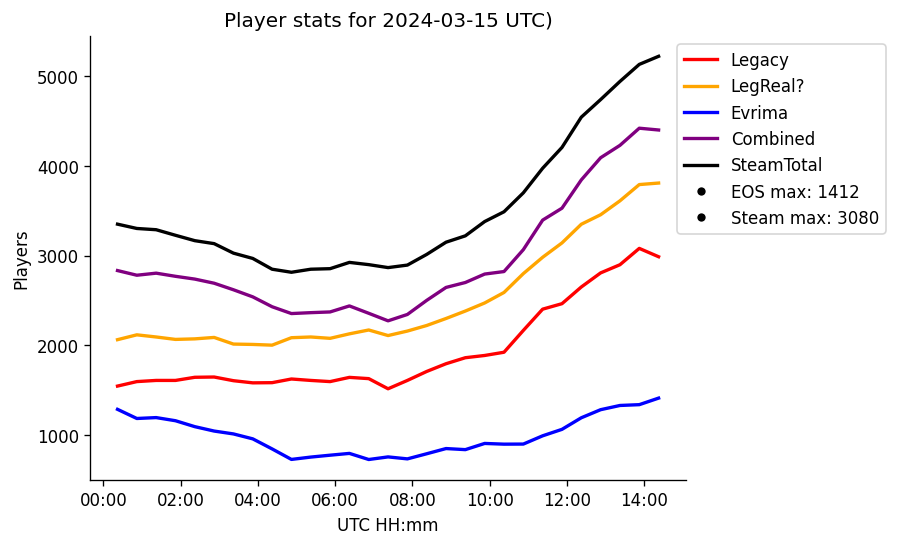 Player stats for 2024-03-15 UTC)
Legacy
LegReal?
Evrima
Combined
SteamTotal
EOS max: 1412
Steam max: 3080
Players
5000
4000
3000
2000
1000
00:00 02:00 04:00 06:00 08:00 10:00 12:00 14:00
UTC HH:mm